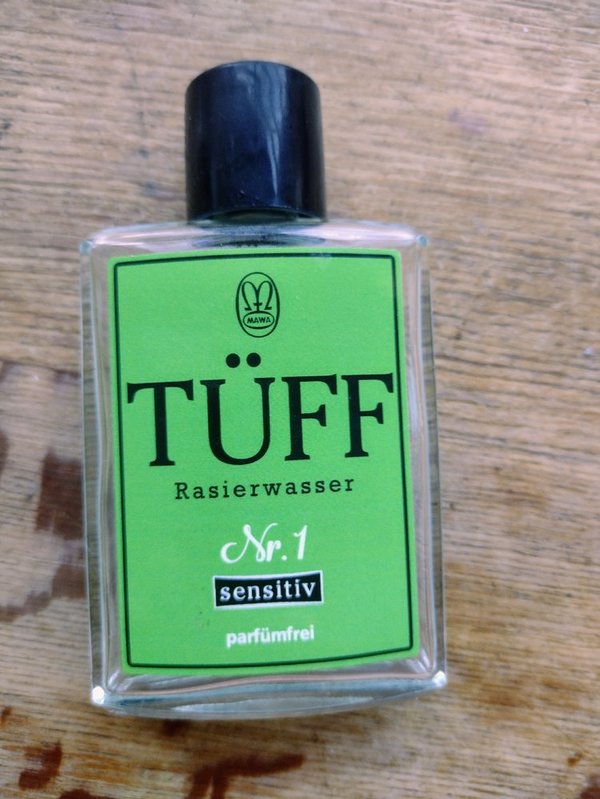 MAWA
TÜFF
Rasierwasser
Nr. 1
sensitiv
parfümfrei